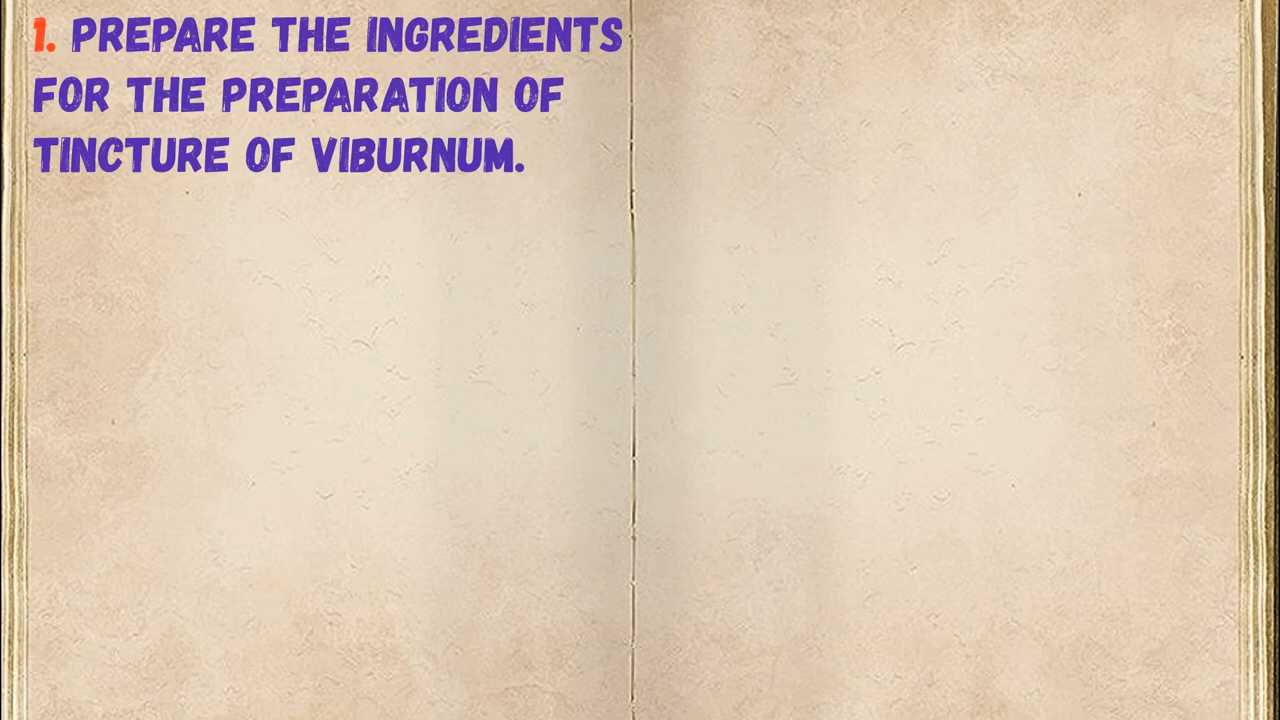 1. PREPARE THE INGREDIENTS
FOR THE PREPARATION OF
TINCTURE OF VIBURNUM.